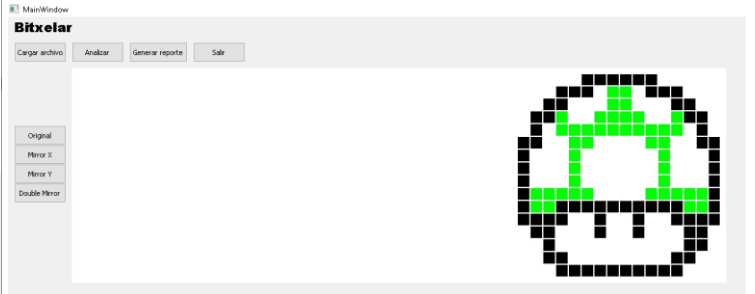 MainWindow
Bitxelar
Cargar archivo Analizar Generar reporte Salir
Original
Mirror X
Mirror Y
Double Mirror